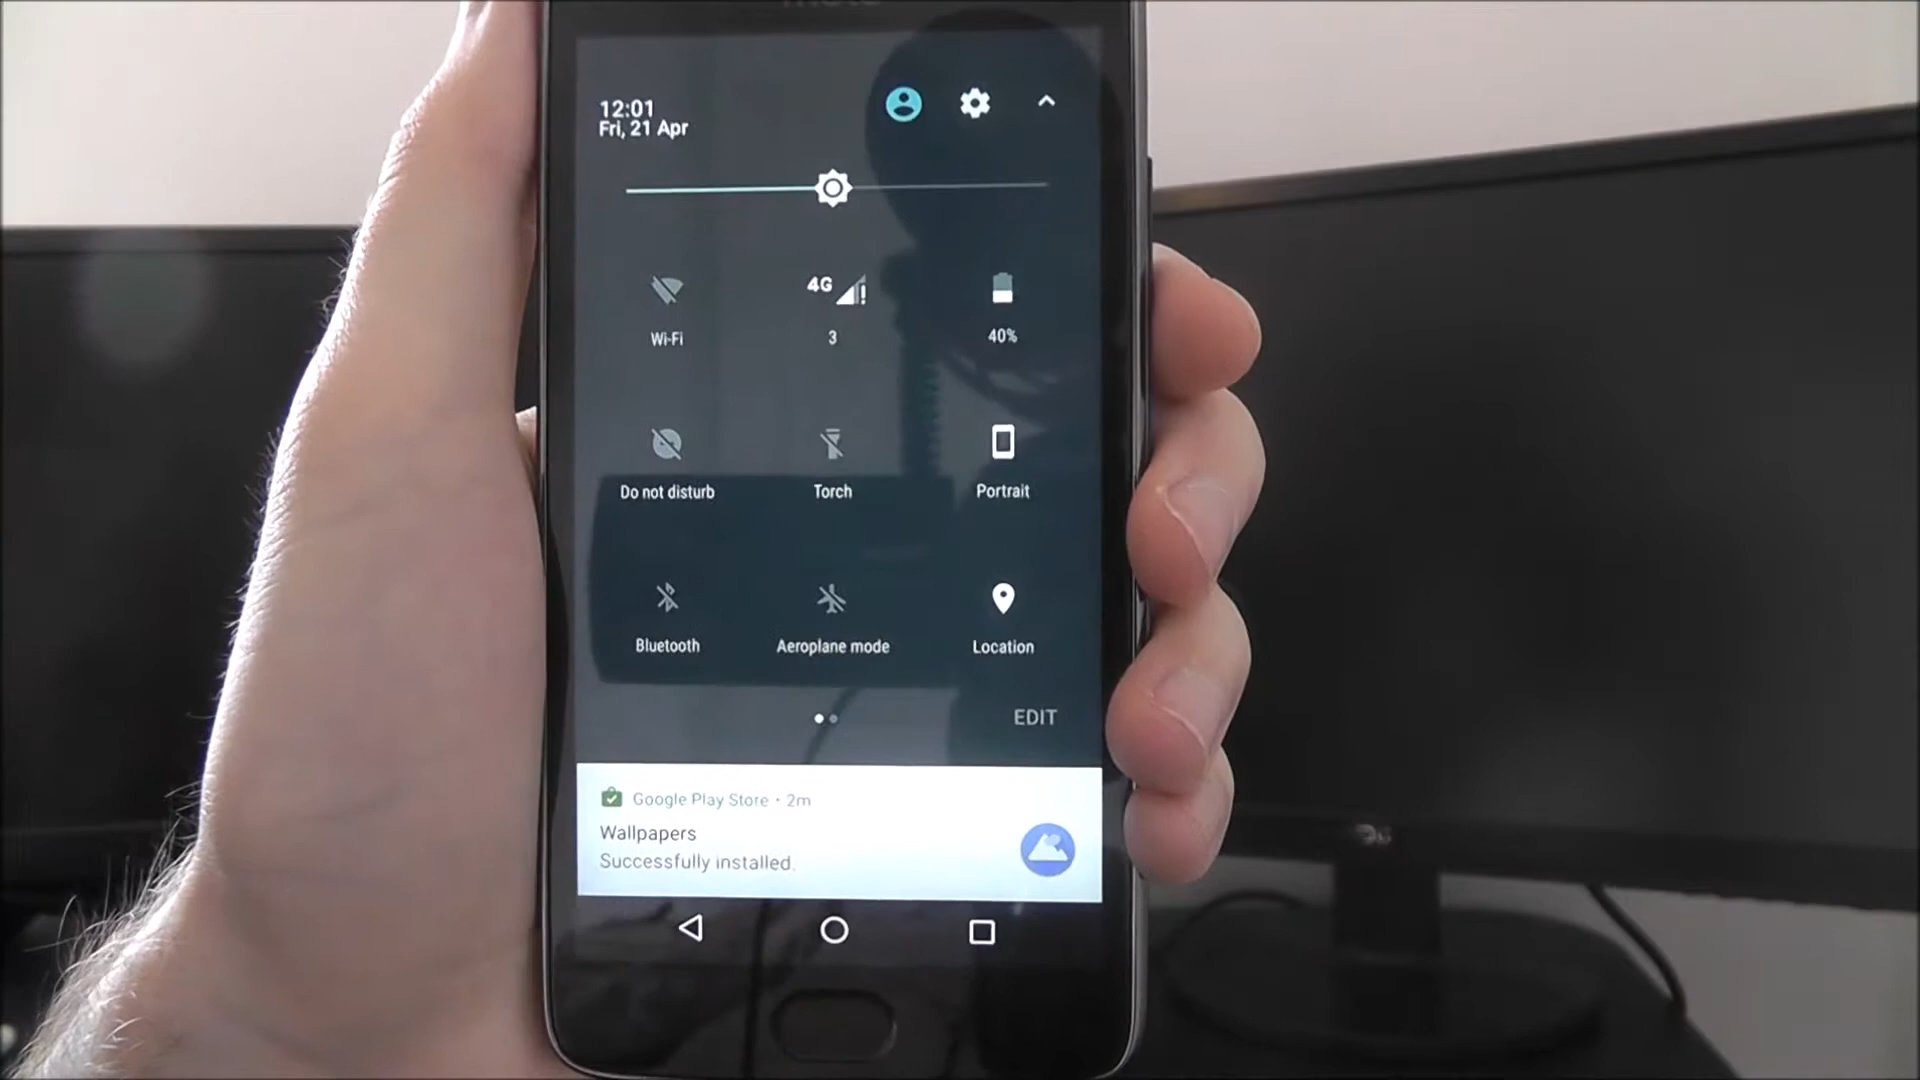 12:01
Fri, 21 Apr
4G
Wi-Fi
3
40%
Do not disturb
Torch
Portrait
Bluetooth
Aeroplane mode
Location
EDIT
Google Play Store • 2m
Wallpapers
Successfully installed.